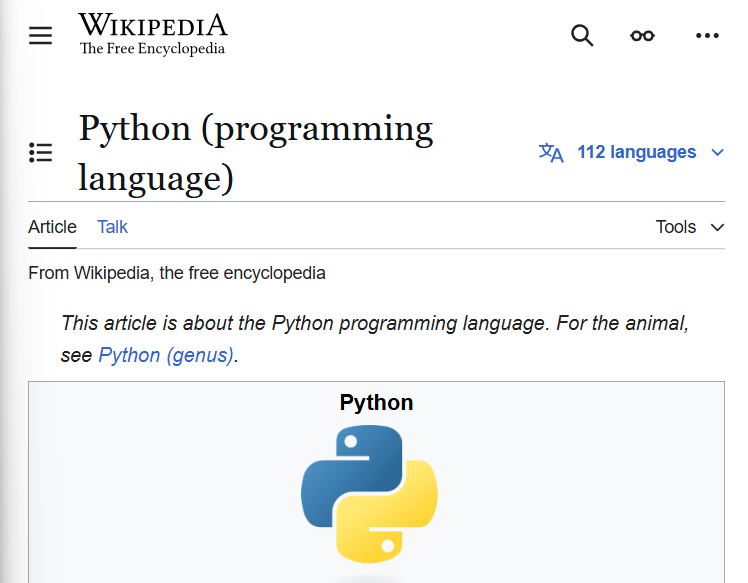 WIKIPEDIA
The Free Encyclopedia
Python (programming
language)
112 languages
Article Talk Tools
From Wikipedia, the free encyclopedia
This article is about the Python programming language. For the animal,
see Python (genus).
Python